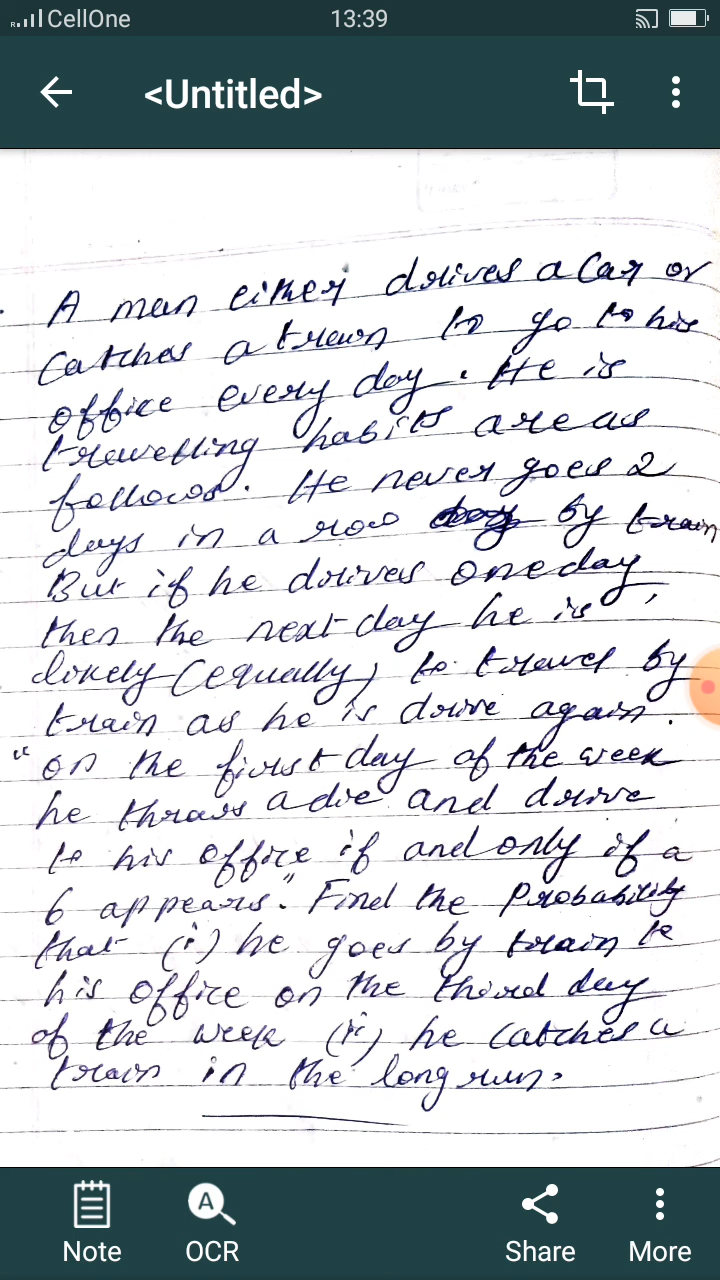 CellOne
13:39
<Untitled>
A man either drives a Car or
Catches a train to go to his
office every day. He is
travelling habits are as
follows. He never goes 2
days in a row by train
But if he drives one day,
then the next day he is
likely (equally) to travel by
train as he is drive again.
"on the first day of the week
he throws a die and drive
to his office if and only if a
6 appears." Find the Probability
that (i) he goes by train to
his office on the third day
of the week (ii) he catches a
train in the long run.
Note
OCR
Share
More